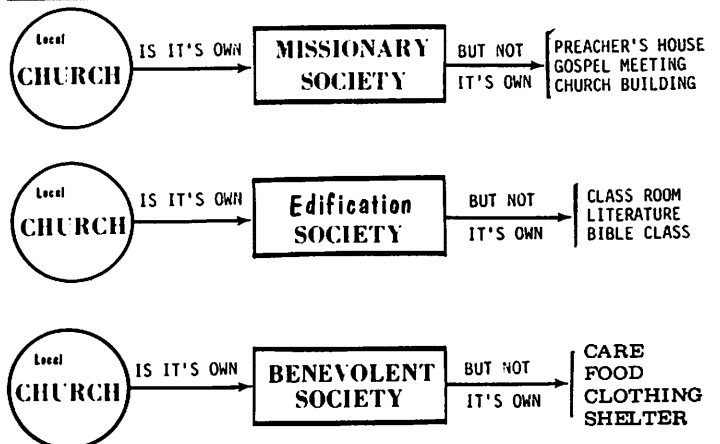 Local
CHURCH
IS IT'S OWN
MISSIONARY
SOCIETY
BUT NOT
IT'S OWN
PREACHER'S HOUSE
GOSPEL MEETING
CHURCH BUILDING
Local
CHURCH
IS IT'S OWN
Edification
SOCIETY
BUT NOT
IT'S OWN
CLASS ROOM
LITERATURE
BIBLE CLASS
Local
CHURCH
IS IT'S OWN
BENEVOLENT
SOCIETY
BUT NOT
IT'S OWN
CARE
FOOD
CLOTHING
SHELTER